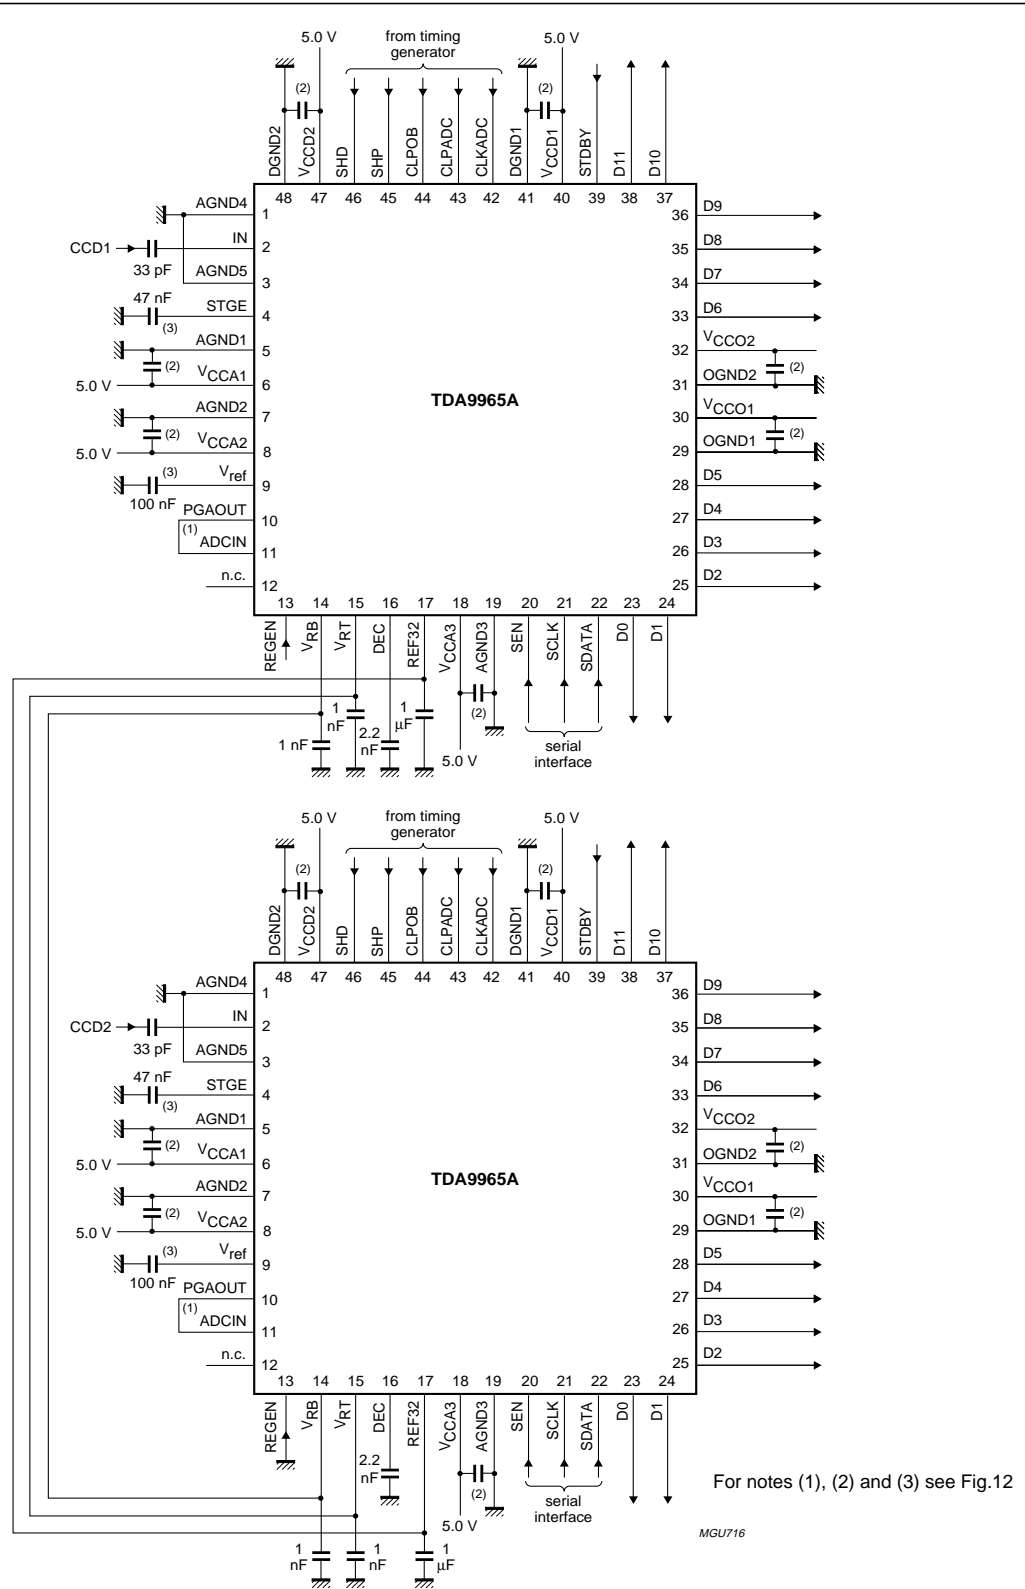 5.0 V from timing generator 5.0 V
(2) (2)
DGND2 VCCD2 SHD SHP CLPOB CLPADC CLKADC DGND1 VCCD1 STDBY D11 D10
48 47 46 45 44 43 42 41 40 39 38 37
AGND4 1 36 D9
CCD1 IN 2 35 D8
33 pF
AGND5 3 34 D7
47 nF
STGE 4 33 D6
(3)
AGND1 5 32 VCCO2
(2) (2)
5.0 V VCCA1 6 31 OGND2
TDA9965A
AGND2 7 30 VCCO1
(2) (2)
5.0 V VCCA2 8 29 OGND1
(3)
Vref 9 28 D5
100 nF
PGAOUT 10 27 D4
(1)
ADCIN 11 26 D3
n.c. 12 25 D2
13 14 15 16 17 18 19 20 21 22 23 24
REGEN VRB VRT DEC REF32 VCCA3 AGND3 SEN SCLK SDATA D0 D1
1 nF 1 nF 2.2 nF 1 μF (2)
5.0 V
serial interface
5.0 V from timing generator 5.0 V
(2) (2)
DGND2 VCCD2 SHD SHP CLPOB CLPADC CLKADC DGND1 VCCD1 STDBY D11 D10
48 47 46 45 44 43 42 41 40 39 38 37
AGND4 1 36 D9
CCD2 IN 2 35 D8
33 pF
AGND5 3 34 D7
47 nF
STGE 4 33 D6
(3)
AGND1 5 32 VCCO2
(2) (2)
5.0 V VCCA1 6 31 OGND2
TDA9965A
AGND2 7 30 VCCO1
(2) (2)
5.0 V VCCA2 8 29 OGND1
(3)
Vref 9 28 D5
100 nF
PGAOUT 10 27 D4
(1)
ADCIN 11 26 D3
n.c. 12 25 D2
13 14 15 16 17 18 19 20 21 22 23 24
REGEN VRB VRT DEC REF32 VCCA3 AGND3 SEN SCLK SDATA D0 D1
2.2 nF (2)
5.0 V
serial interface
1 nF 1 nF 1 μF
For notes (1), (2) and (3) see Fig.12
MGU716